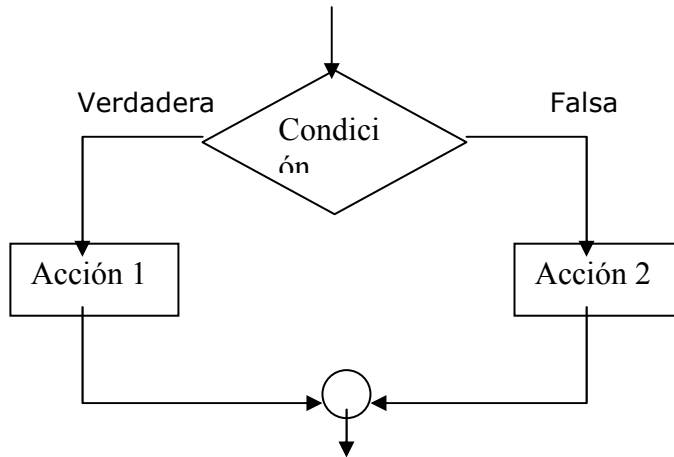 Verdadera
Falsa
Condici
ón
Acción 1
Acción 2